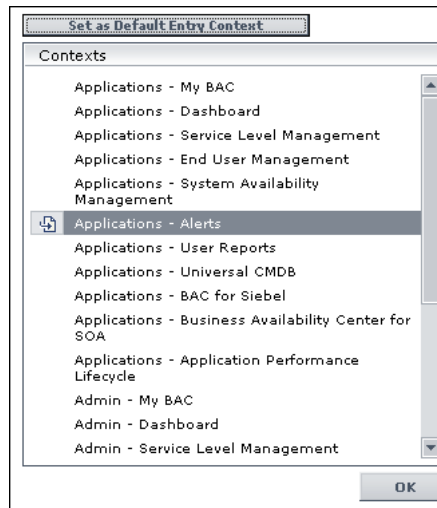 Set as Default Entry Context
Contexts
Applications - My BAC
Applications - Dashboard
Applications - Service Level Management
Applications - End User Management
Applications - System Availability
Management
Applications - Alerts
Applications - User Reports
Applications - Universal CMDB
Applications - BAC for Siebel
Applications - Business Availability Center for
SOA
Applications - Application Performance
Lifecycle
Admin - My BAC
Admin - Dashboard
Admin - Service Level Management
OK